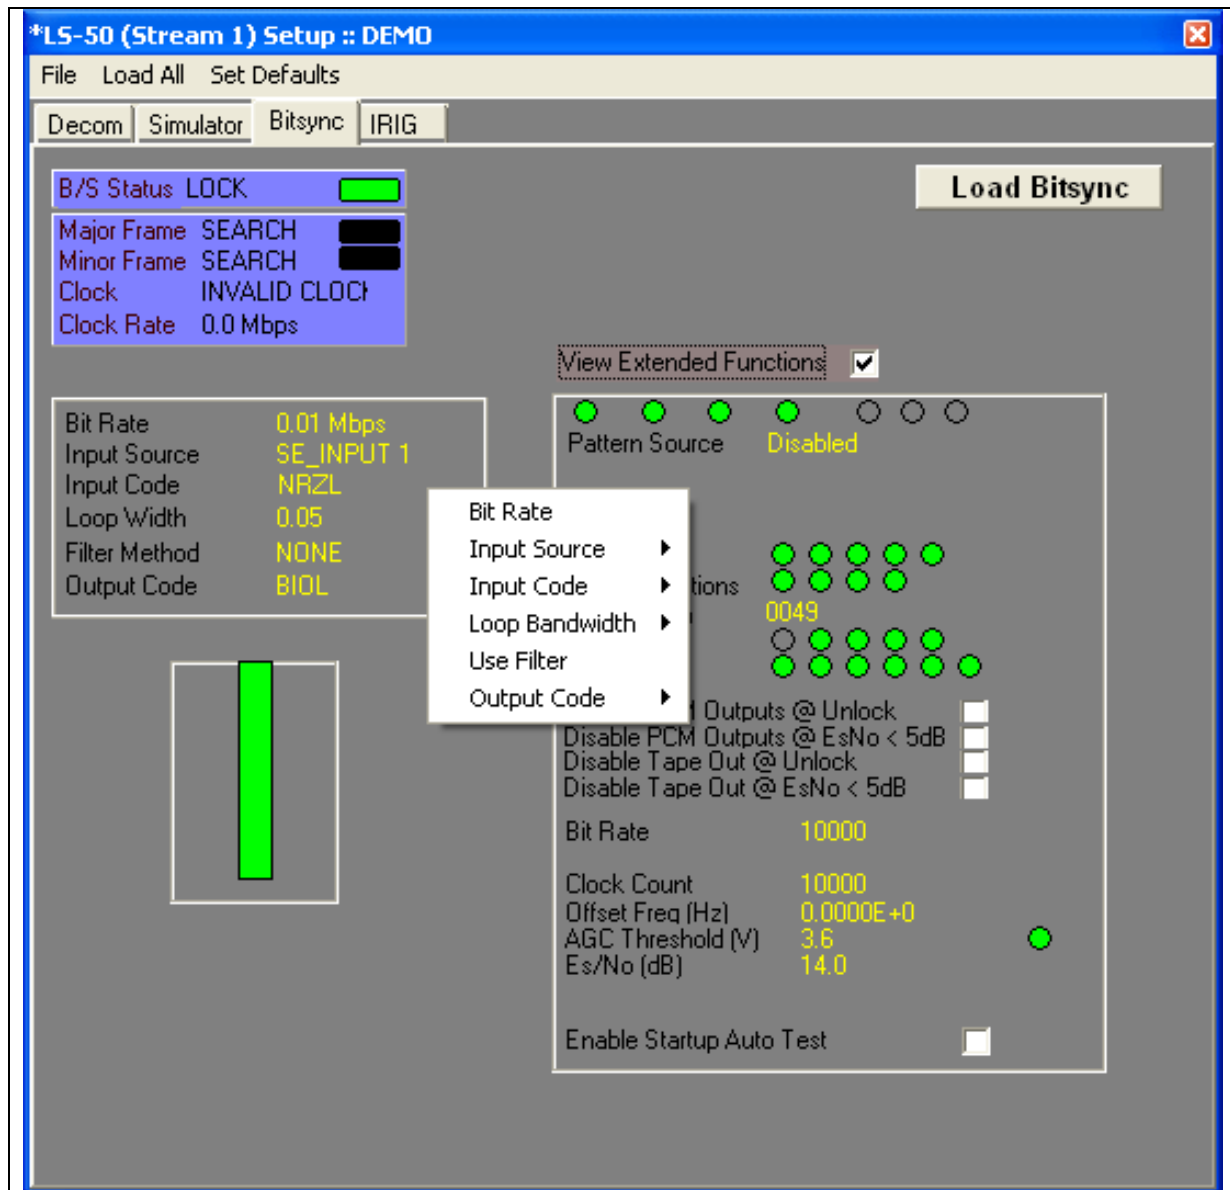 *LS-50 (Stream 1) Setup :: DEMO
File Load All Set Defaults
Decom Simulator Bitsync IRIG
B/S Status LOCK
Load Bitsync
Major Frame SEARCH
Minor Frame SEARCH
Clock INVALID CLOCK
Clock Rate 0.0 Mbps
View Extended Functions
Bit Rate 0.01 Mbps
Input Source SE_INPUT 1
Input Code NRZL
Loop Width 0.05
Filter Method NONE
Output Code BIOL
Pattern Source Disabled
Bit Rate
Input Source
Input Code
Loop Bandwidth
Use Filter
Output Code
tions
0049
Outputs @ Unlock
Disable PCM Outputs @ EsNo < 5dB
Disable Tape Out @ Unlock
Disable Tape Out @ EsNo < 5dB
Bit Rate 10000
Clock Count 10000
Offset Freq (Hz) 0.0000E+0
AGC Threshold (V) 3.6
Es/No (dB) 14.0
Enable Startup Auto Test